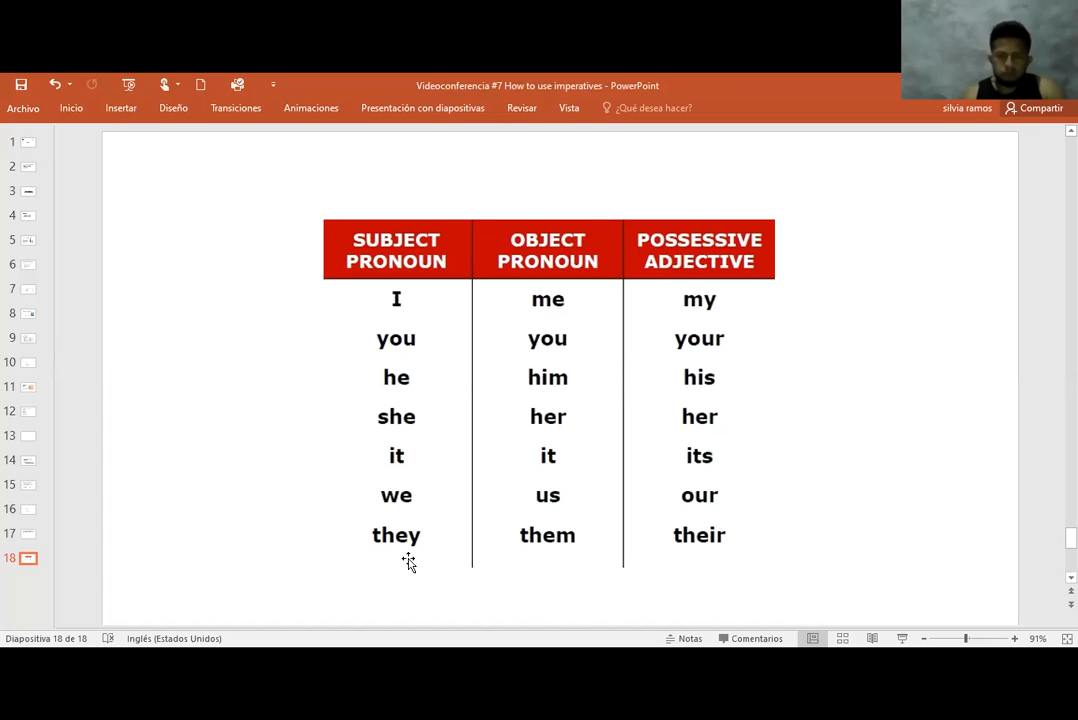 Videoconferencia #7 How to use imperatives - PowerPoint
Archivo Inicio Insertar Diseño Transiciones Animaciones Presentación con diapositivas Revisar Vista ¿Qué desea hacer? silvia ramos Compartir
1
2
3
4
5
6
7
8
9
10
11
12
13
14
15
16
17
18
SUBJECT PRONOUN OBJECT PRONOUN POSSESSIVE ADJECTIVE
I me my
you you your
he him his
she her her
it it its
we us our
they them their
Diapositiva 18 de 18 Inglés (Estados Unidos) Notas Comentarios 91%